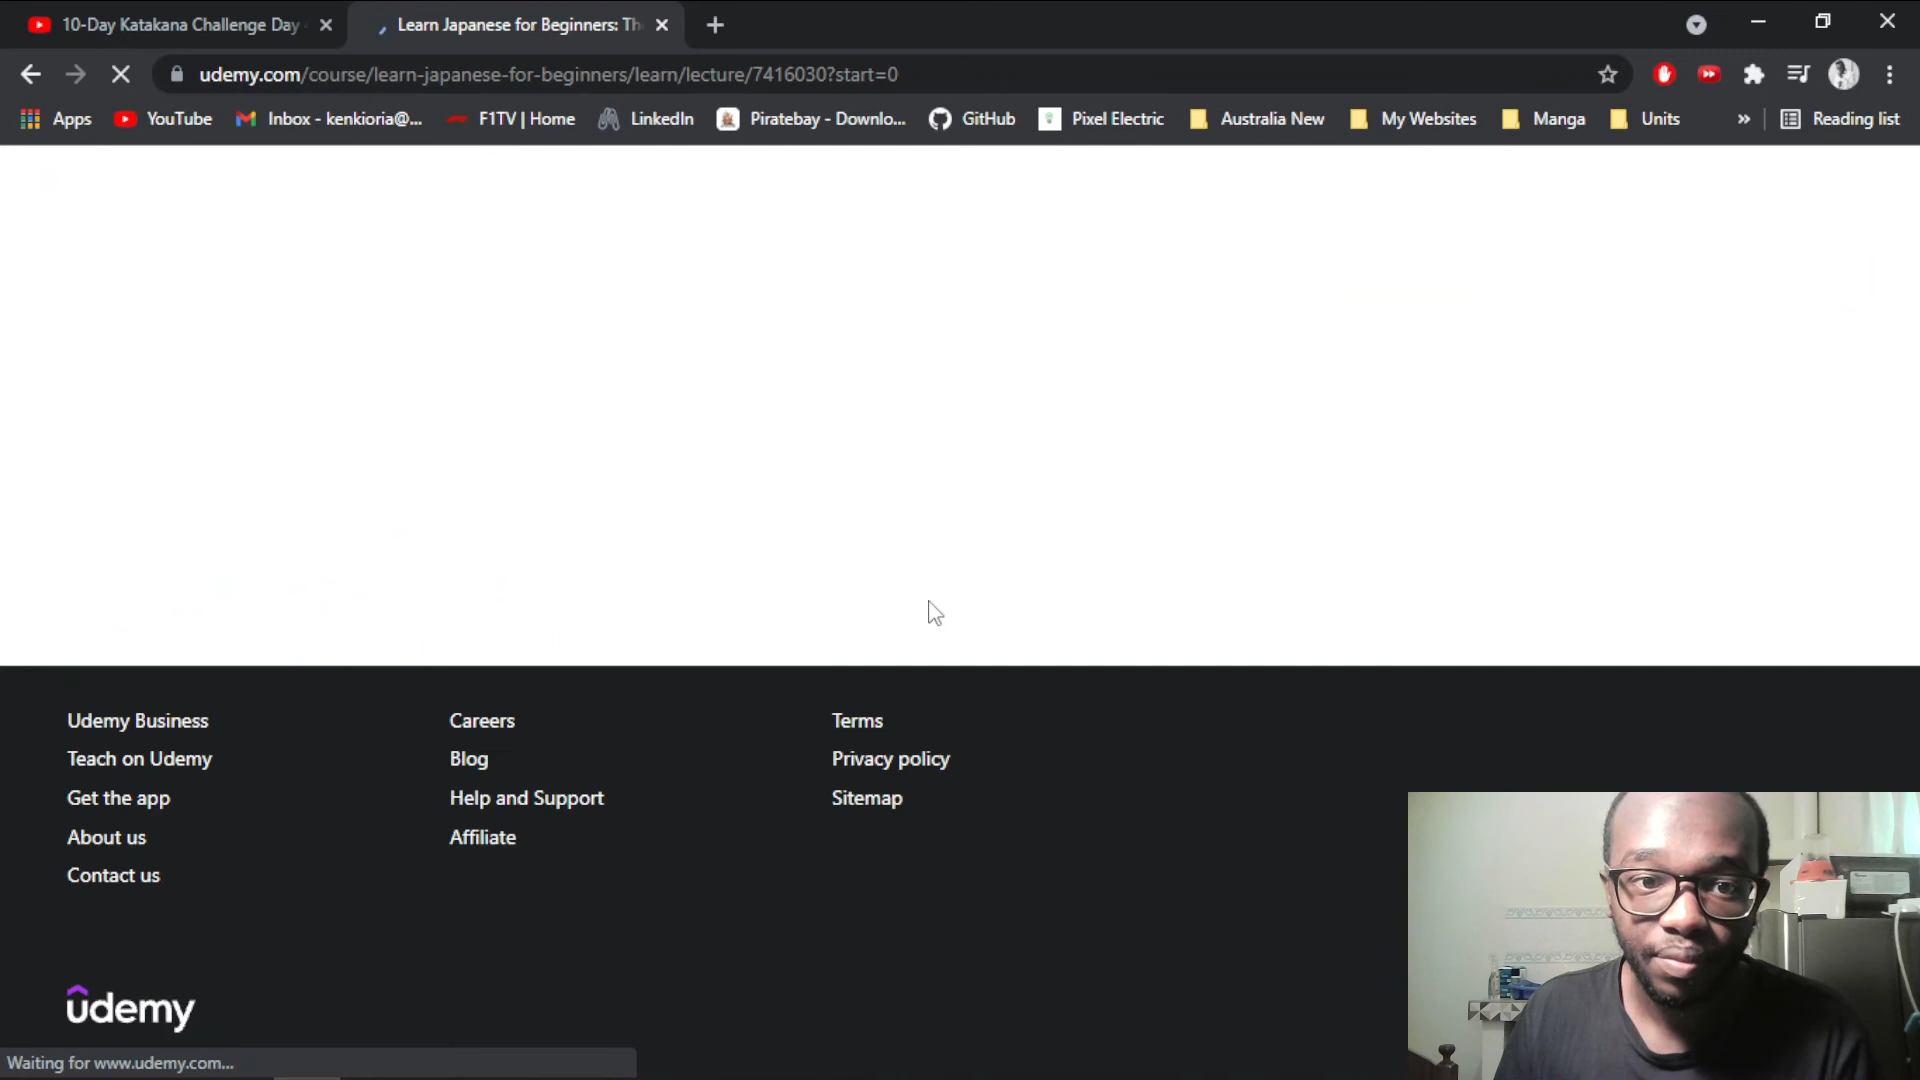 10-Day Katakana Challenge Day
Learn Japanese for Beginners: Th
udemy.com/course/learn-japanese-for-beginners/learn/lecture/7416030?start=0
Apps YouTube Inbox - kenkioria@... F1TV | Home LinkedIn Piratebay - Downlo... GitHub Pixel Electric Australia New My Websites Manga Units » Reading list
Udemy Business Careers Terms
Teach on Udemy Blog Privacy policy
Get the app Help and Support Sitemap
About us Affiliate
Contact us
udemy
Waiting for www.udemy.com...